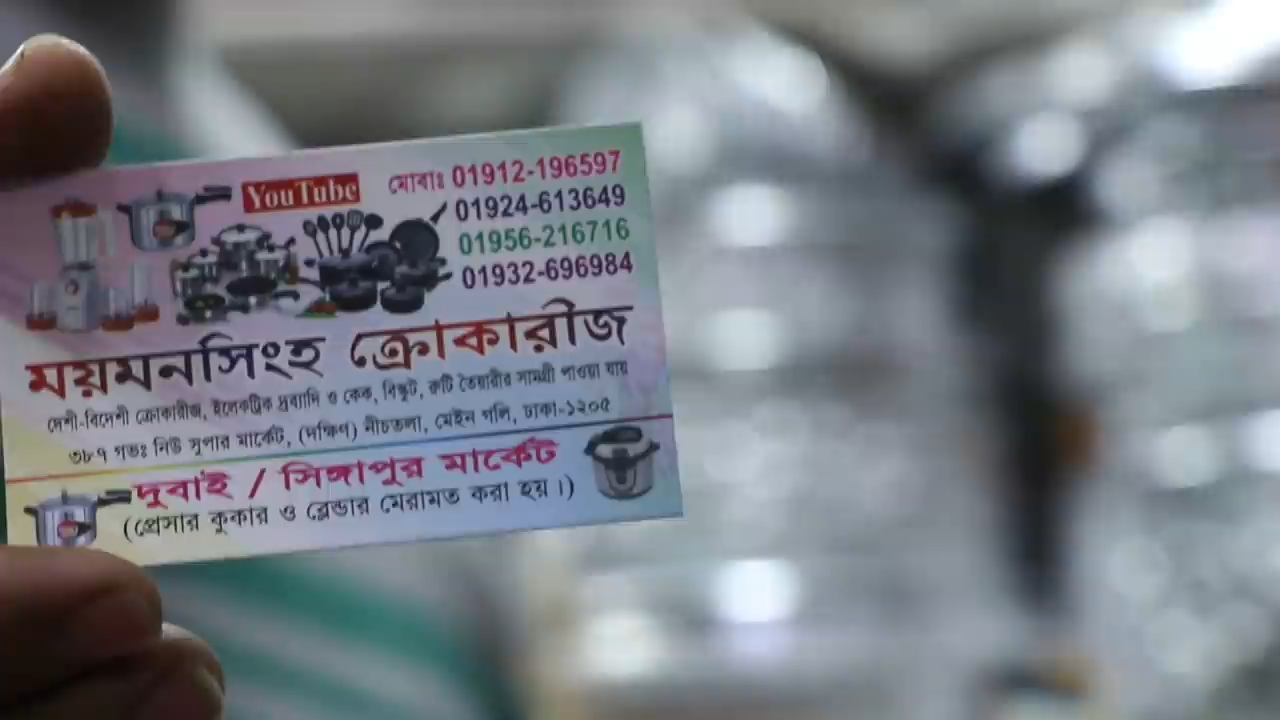 YouTube
মোবাঃ 01912-196597
01924-613649
01956-216716
01932-696984
ময়মনসিংহ ক্রোকারীজ
দেশী-বিদেশী ক্রোকারীজ, ইলেকট্রিক দ্রব্যাদি ও কেক, বিস্কুট, রুটি তৈয়ারীর সামগ্রী পাওয়া যায়
৩৮৭ গভঃ নিউ সুপার মার্কেট, (দক্ষিণ) নীচতলা, মেইন গলি, ঢাকা-১২০৫
দুবাই / সিঙ্গাপুর মার্কেট
(প্রেসার কুকার ও ব্লেন্ডার মেরামত করা হয়।)